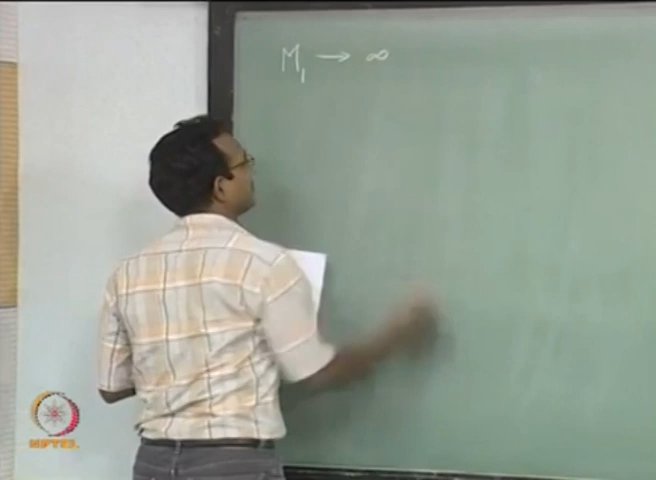 M₁ → ∞
NPTEL